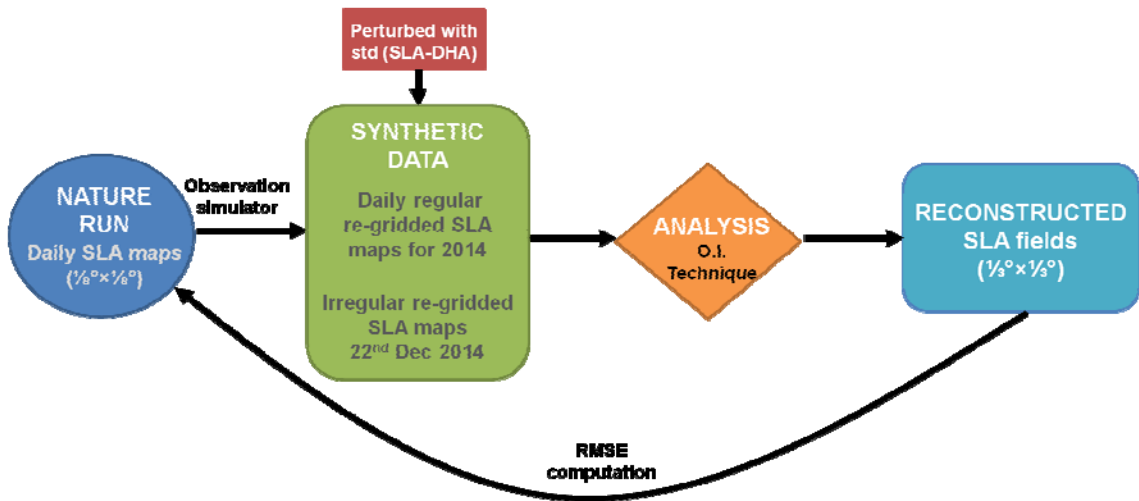 Perturbed with
std (SLA-DHA)
SYNTHETIC
DATA
Daily regular
re-gridded SLA
maps for 2014
Irregular re-gridded
SLA maps
22nd Dec 2014
NATURE
RUN
Daily SLA maps
(⅛°×⅛°)
Observation
simulator
ANALYSIS
O.I.
Technique
RECONSTRUCTED
SLA fields
(⅓°×⅓°)
RMSE
computation